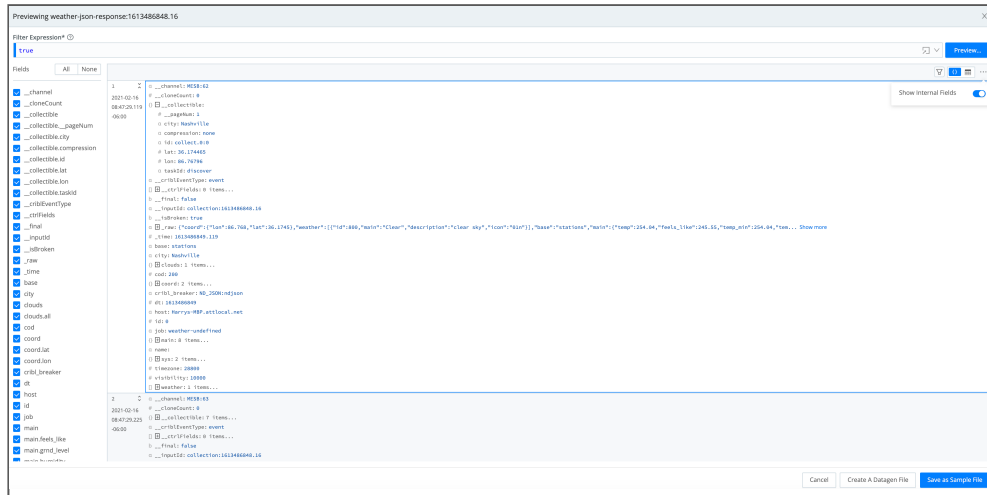 Previewing weather-json-response:1613486848.16
X
Filter Expression*
true
Preview...
Fields
All
None
Show Internal Fields
__channel
__cloneCount
__collectible
__collectible.__pageNum
__collectible.city
__collectible.compression
__collectible.id
__collectible.lat
__collectible.lon
__collectible.taskId
__criblEventType
__ctrlFields
__final
__inputId
__isBroken
_raw
_time
base
city
clouds
clouds.all
cod
coord
coord.lat
coord.lon
cribl_breaker
dt
host
id
job
main
main.feels_like
main.grnd_level
main.humidity
1
2021-02-16
08:47:29.119
-06:00
α __channel: ME5B:62
# __cloneCount: 0
{} __collectible:
# __pageNum: 1
α city: Nashville
α compression: none
α id: collect.0:0
# lat: 36.174465
# lon: 86.76796
α taskId: discover
α __criblEventType: event
[] __ctrlFields: 0 items...
b __final: false
α __inputId: collection:1613486848.16
b __isBroken: true
α _raw: {"coord":{"lon":86.768,"lat":36.1745},"weather":[{"id":800,"main":"Clear","description":"clear sky","icon":"01n"}],"base":"stations","main":{"temp":254.04,"feels_like":245.55,"temp_min":254.04,"tem... Show more
# _time: 1613486849.119
α base: stations
α city: Nashville
{} clouds: 1 items...
# cod: 200
{} coord: 2 items...
α cribl_breaker: ND_JSON:ndjson
# dt: 1613486849
α host: Harrys-MBP.attlocal.net
# id: 0
α job: weather-undefined
{} main: 8 items...
α name:
{} sys: 2 items...
# timezone: 28800
# visibility: 10000
[] weather: 1 items...
2
2021-02-16
08:47:29.225
-06:00
α __channel: ME5B:63
# __cloneCount: 0
{} __collectible: 7 items...
α __criblEventType: event
[] __ctrlFields: 0 items...
b __final: false
α __inputId: collection:1613486848.16
Cancel
Create A Datagen File
Save as Sample File